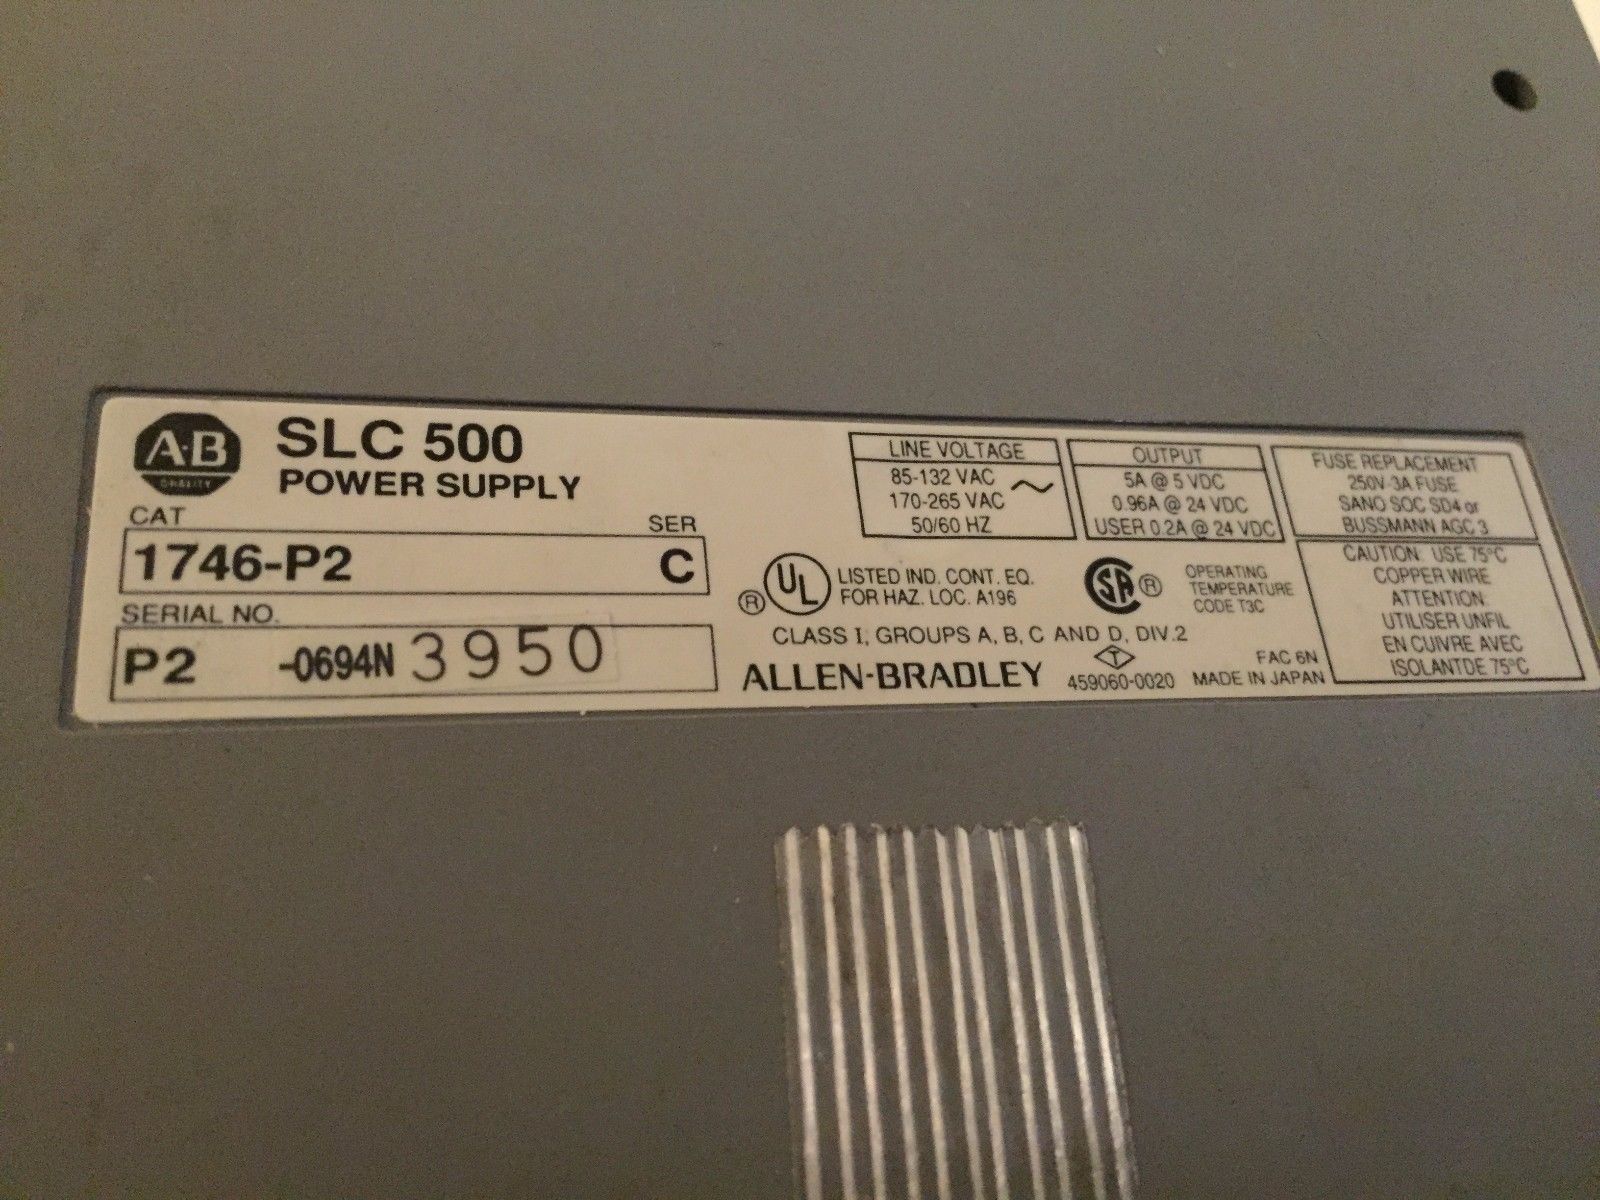 A·B
QUALITY
SLC 500
POWER SUPPLY
CAT
SER
1746-P2
C
SERIAL NO.
P2 -0694N 3950
LINE VOLTAGE
85-132 VAC
170-265 VAC
50/60 HZ
OUTPUT
5A @ 5 VDC
0.96A @ 24 VDC
USER 0.2A @ 24 VDC
FUSE REPLACEMENT
250V-3A FUSE
SANO SOC SD4 or
BUSSMANN AGC 3
® UL
LISTED IND. CONT. EQ.
FOR HAZ. LOC. A196
SA ®
OPERATING
TEMPERATURE
CODE T3C
CLASS I, GROUPS A, B, C AND D, DIV.2
ALLEN-BRADLEY
T
459060-0020
FAC 6N
MADE IN JAPAN
CAUTION: USE 75°C
COPPER WIRE
ATTENTION:
UTILISER UNFIL
EN CUIVRE AVEC
ISOLANTDE 75°C